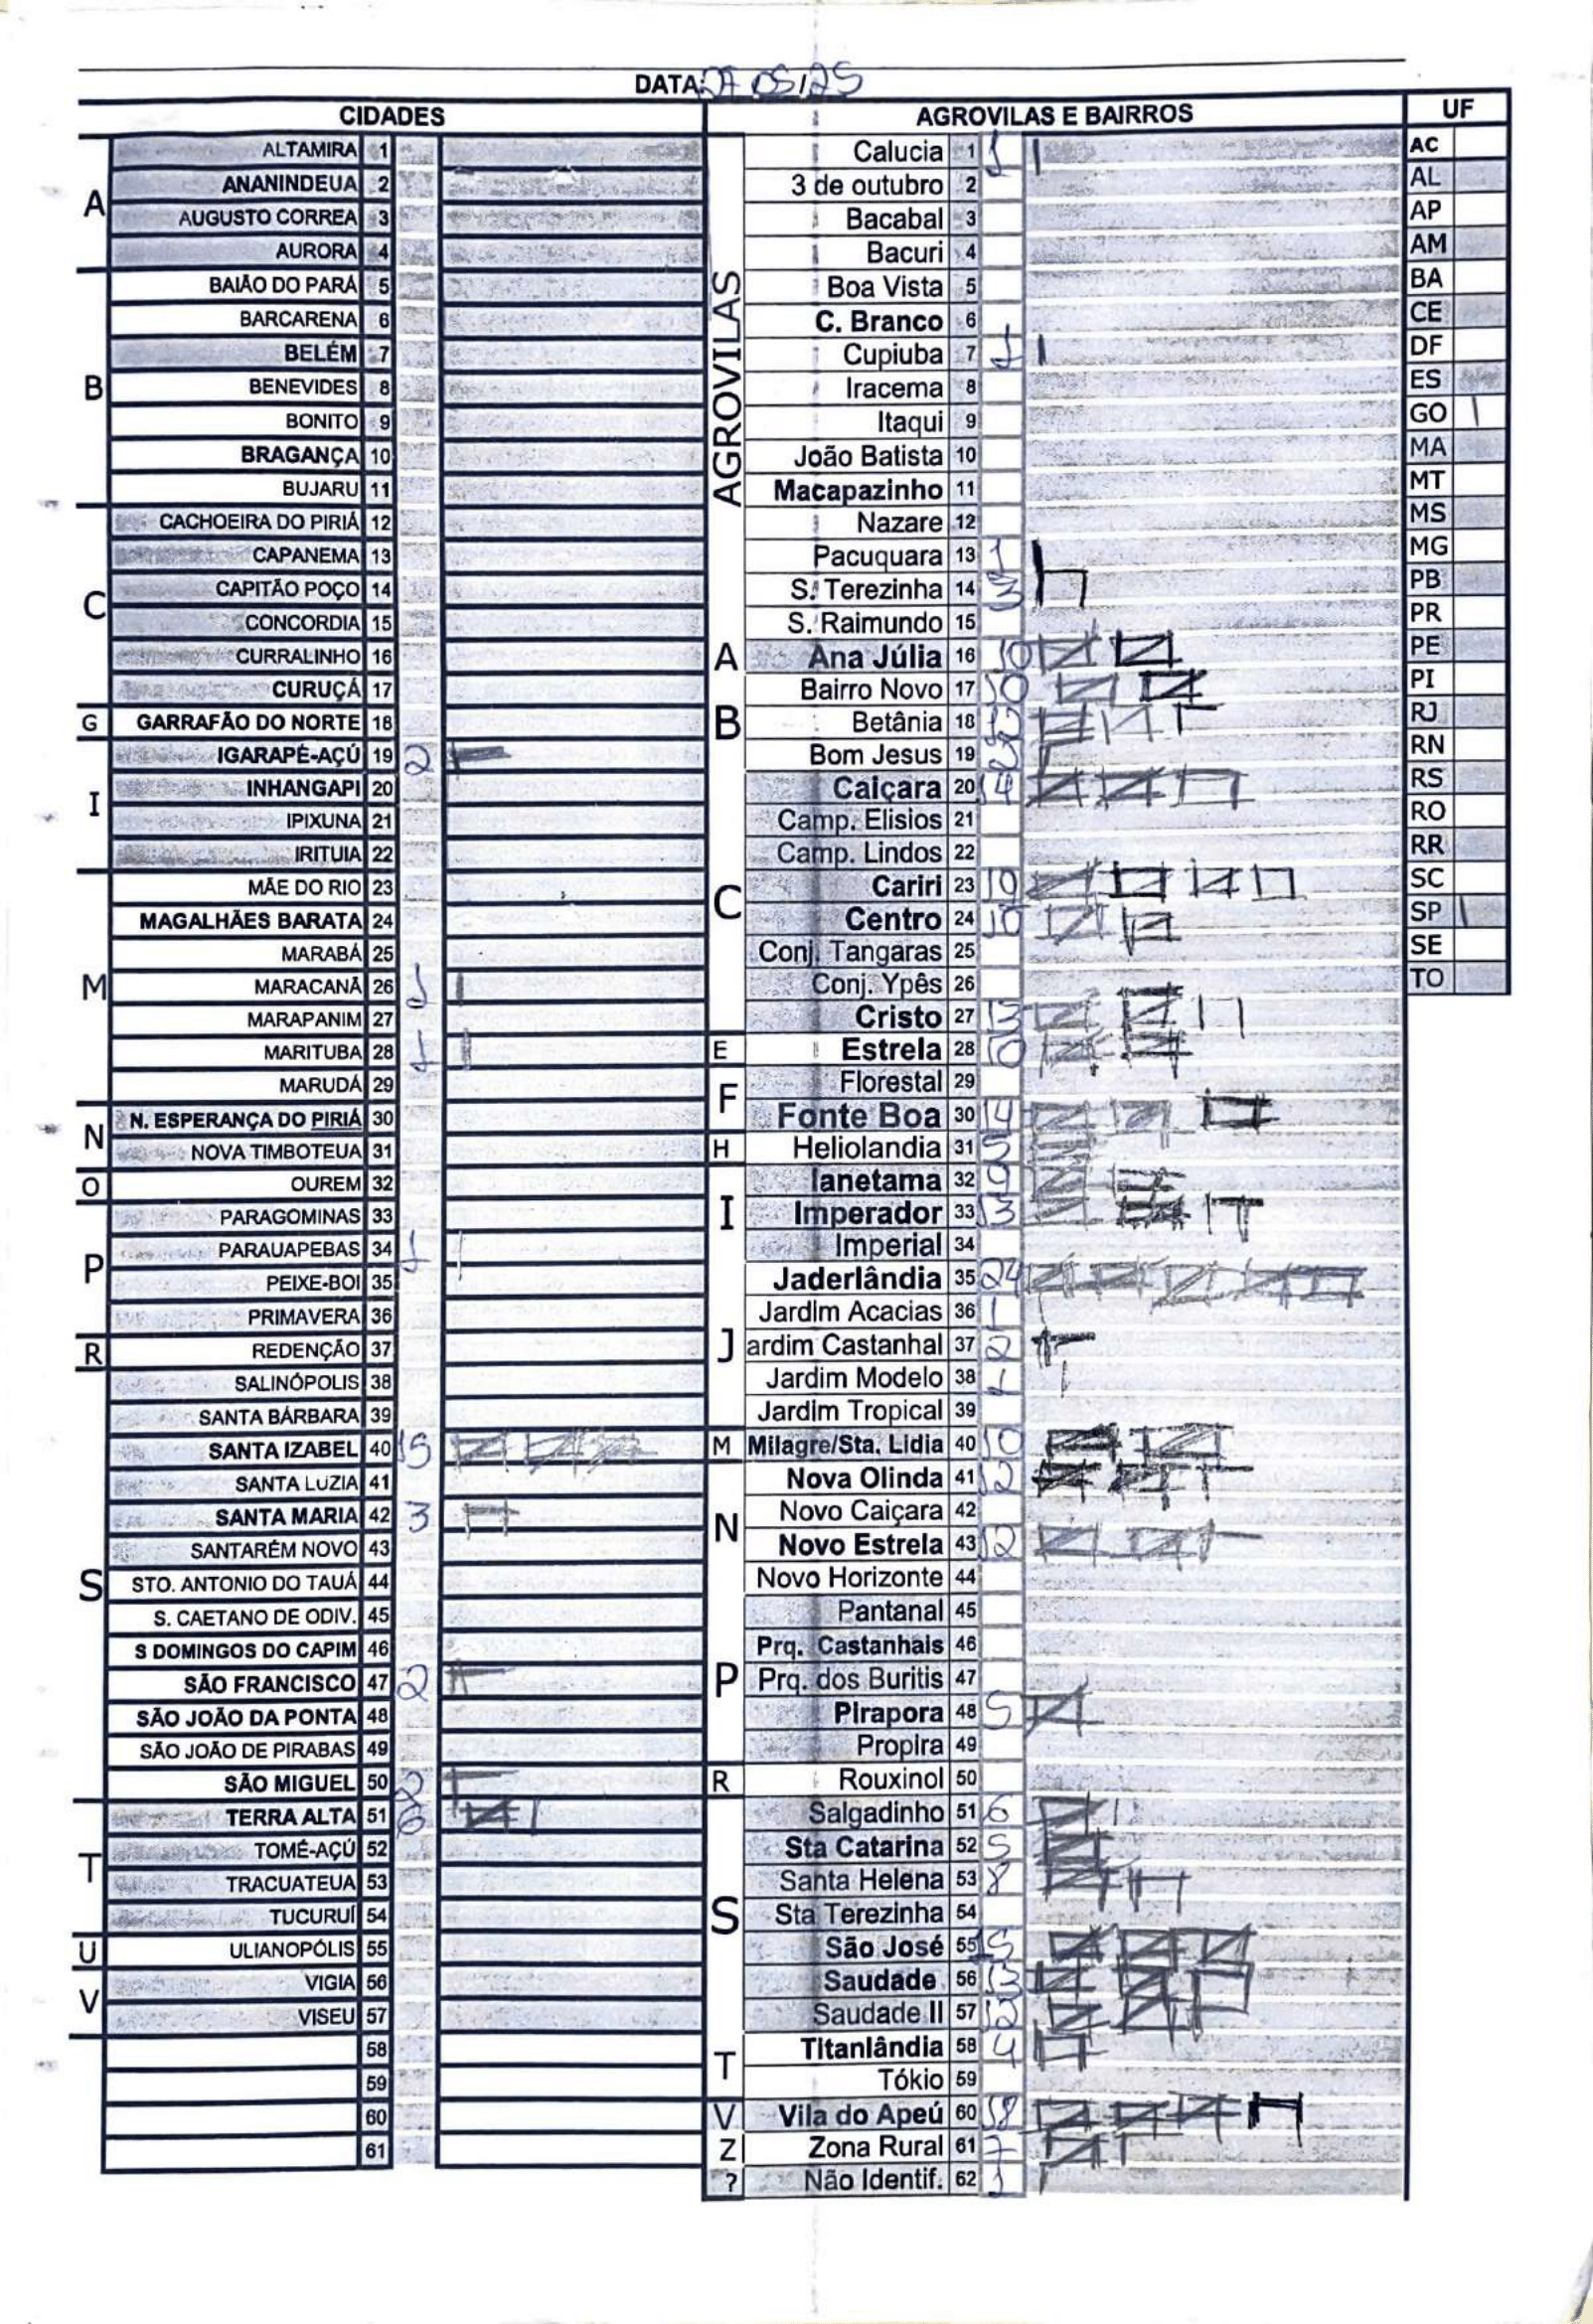 DATA: 27 05/25
CIDADES
A
ALTAMIRA 1
ANANINDEUA 2
AUGUSTO CORREA 3
AURORA 4
B
BAIÃO DO PARÁ 5
BARCARENA 6
BELÉM 7
BENEVIDES 8
BONITO 9
BRAGANÇA 10
BUJARU 11
C
CACHOEIRA DO PIRIÁ 12
CAPANEMA 13
CAPITÃO POÇO 14
CONCORDIA 15
CURRALINHO 16
CURUÇÁ 17
G
GARRAFÃO DO NORTE 18
I
IGARAPÉ-AÇÚ 19 2
INHANGAPI 20
IPIXUNA 21
IRITUIA 22
M
MÃE DO RIO 23
MAGALHÃES BARATA 24
MARABÁ 25
MARACANÃ 26 1
MARAPANIM 27
MARITUBA 28 1
MARUDÁ 29
N
N. ESPERANÇA DO PIRIÁ 30
NOVA TIMBOTEUA 31
O
OUREM 32
P
PARAGOMINAS 33
PARAUAPEBAS 34 1
PEIXE-BOI 35
PRIMAVERA 36
R
REDENÇÃO 37
S
SALINÓPOLIS 38
SANTA BÁRBARA 39
SANTA IZABEL 40 15
SANTA LUZIA 41
SANTA MARIA 42 3
SANTARÉM NOVO 43
STO. ANTONIO DO TAUÁ 44
S. CAETANO DE ODIV. 45
S DOMINGOS DO CAPIM 46
SÃO FRANCISCO 47 2
SÃO JOÃO DA PONTA 48
SÃO JOÃO DE PIRABAS 49
SÃO MIGUEL 50 2
T
TERRA ALTA 51 6
TOMÉ-AÇÚ 52
TRACUATEUA 53
TUCURUÍ 54
U
ULIANOPÓLIS 55
V
VIGIA 56
VISEU 57
58
59
60
61
AGROVILAS E BAIRROS
AGROVILAS
Calucia 1 1
3 de outubro 2
Bacabal 3
Bacuri 4
Boa Vista 5
C. Branco 6
Cupiuba 7 1
Iracema 8
Itaqui 9
João Batista 10
Macapazinho 11
Nazare 12
Pacuquara 13 1
S. Terezinha 14 3
S. Raimundo 15
A
Ana Júlia 16 10
B
Bairro Novo 17 10
Betânia 18
Bom Jesus 19 2
C
Caiçara 20 14
Camp. Elisios 21
Camp. Lindos 22
Cariri 23
Centro 24 10
Conj. Tangaras 25
Conj. Ypês 26
Cristo 27 13
E
Estrela 28 10
F
Florestal 29
Fonte Boa 30 14
H
Heliolandia 31 5
I
Ianetama 32 9
Imperador 33 13
Imperial 34
J
Jaderlândia 35 24
Jardim Acacias 36 1
ardim Castanhal 37 2
Jardim Modelo 38 1
Jardim Tropical 39
M
Milagre/Sta. Lidia 40 10
N
Nova Olinda 41 12
Novo Caiçara 42
Novo Estrela 43 12
Novo Horizonte 44
P
Pantanal 45
Prq. Castanhais 46
Prq. dos Buritis 47
Pirapora 48 5
Propira 49
R
Rouxinol 50
S
Salgadinho 51 6
Sta Catarina 52 5
Santa Helena 53 8
Sta Terezinha 54
São José 55 15
Saudade 56 13
Saudade II 57 12
T
Titanlândia 58 4
Tókio 59
V
Vila do Apeú 60 18
Z
Zona Rural 61 7
?
Não Identif. 62 1
UF
AC
AL
AP
AM
BA
CE
DF
ES
GO
MA
MT
MS
MG
PB
PR
PE
PI
RJ
RN
RS
RO
RR
SC
SP
SE
TO